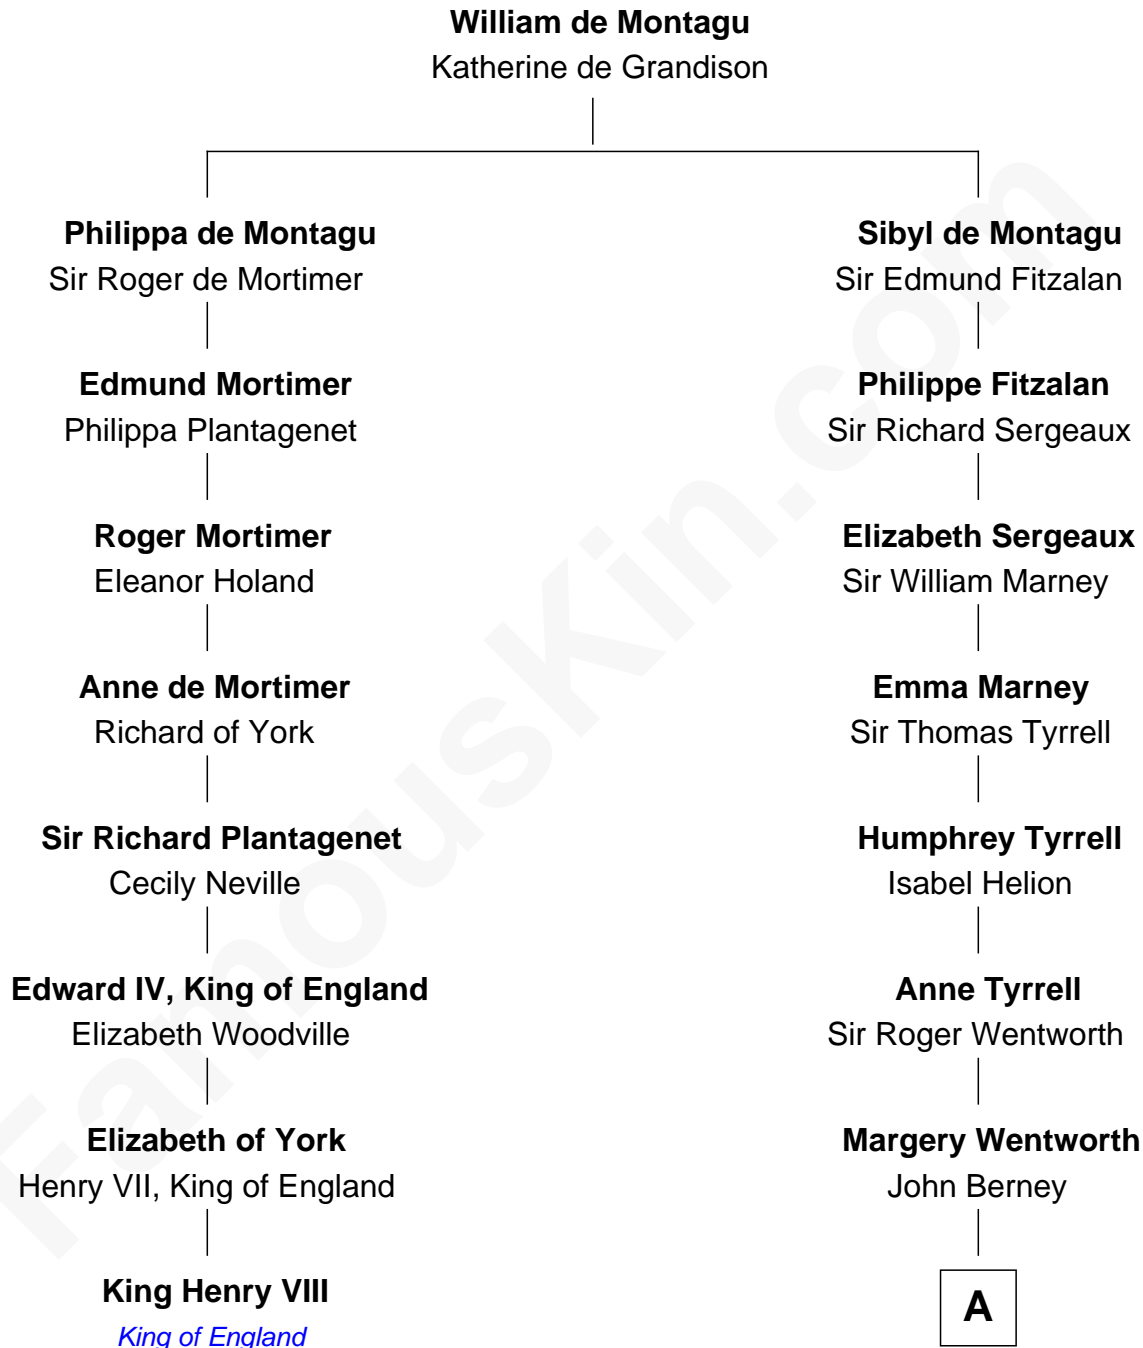 William de Montagu
Katherine de Grandison
Philippa de Montagu
Sir Roger de Mortimer
Sibyl de Montagu
Sir Edmund Fitzalan
Edmund Mortimer
Philippa Plantagenet
Philippe Fitzalan
Sir Richard Sergeaux
Roger Mortimer
Eleanor Holand
Elizabeth Sergeaux
Sir William Marney
Anne de Mortimer
Richard of York
Emma Marney
Sir Thomas Tyrrell
Sir Richard Plantagenet
Cecily Neville
Humphrey Tyrrell
Isabel Helion
Edward IV, King of England
Elizabeth Woodville
Anne Tyrrell
Sir Roger Wentworth
Elizabeth of York
Henry VII, King of England
Margery Wentworth
John Berney
King Henry VIII
King of England
A
FamousKin.com